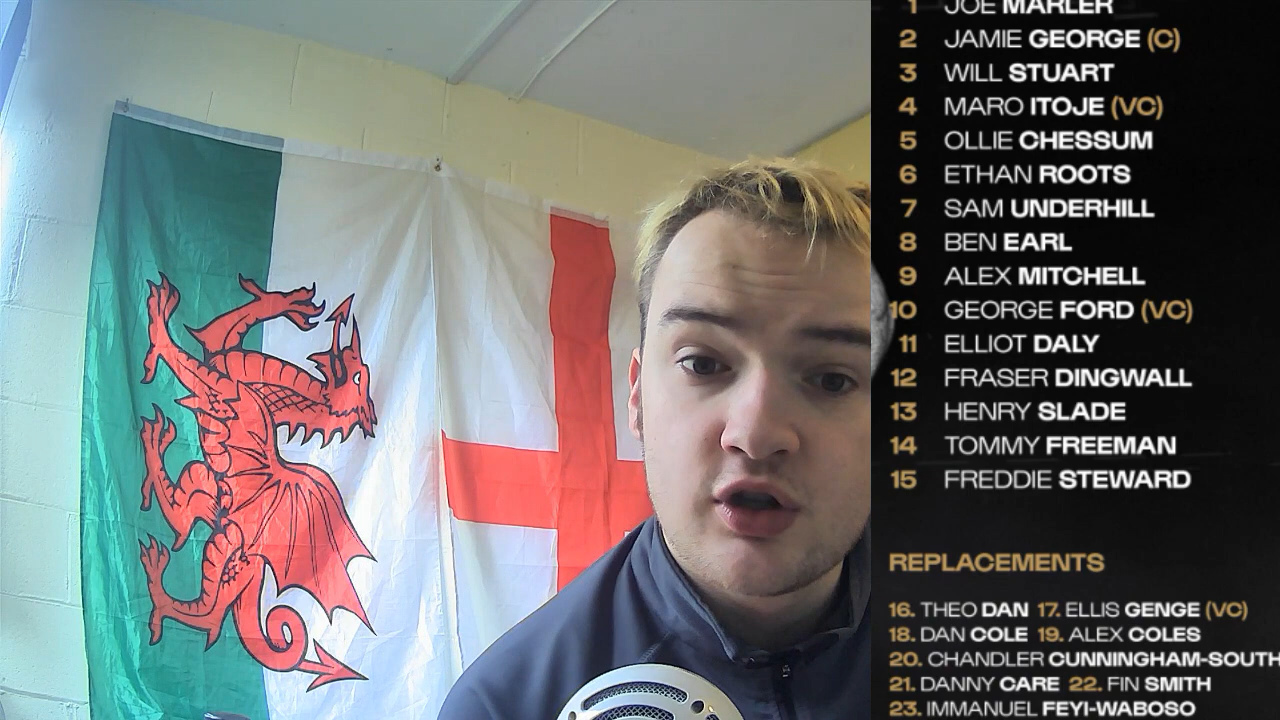 1 JOE MARLER
2 JAMIE GEORGE (C)
3 WILL STUART
4 MARO ITOJE (VC)
5 OLLIE CHESSUM
6 ETHAN ROOTS
7 SAM UNDERHILL
8 BEN EARL
9 ALEX MITCHELL
10 GEORGE FORD (VC)
11 ELLIOT DALY
12 FRASER DINGWALL
13 HENRY SLADE
14 TOMMY FREEMAN
15 FREDDIE STEWARD
REPLACEMENTS
16. THEO DAN 17. ELLIS GENGE (VC)
18. DAN COLE 19. ALEX COLES
20. CHANDLER CUNNINGHAM-SOUTH
21. DANNY CARE 22. FIN SMITH
23. IMMANUEL FEYI-WABOSO